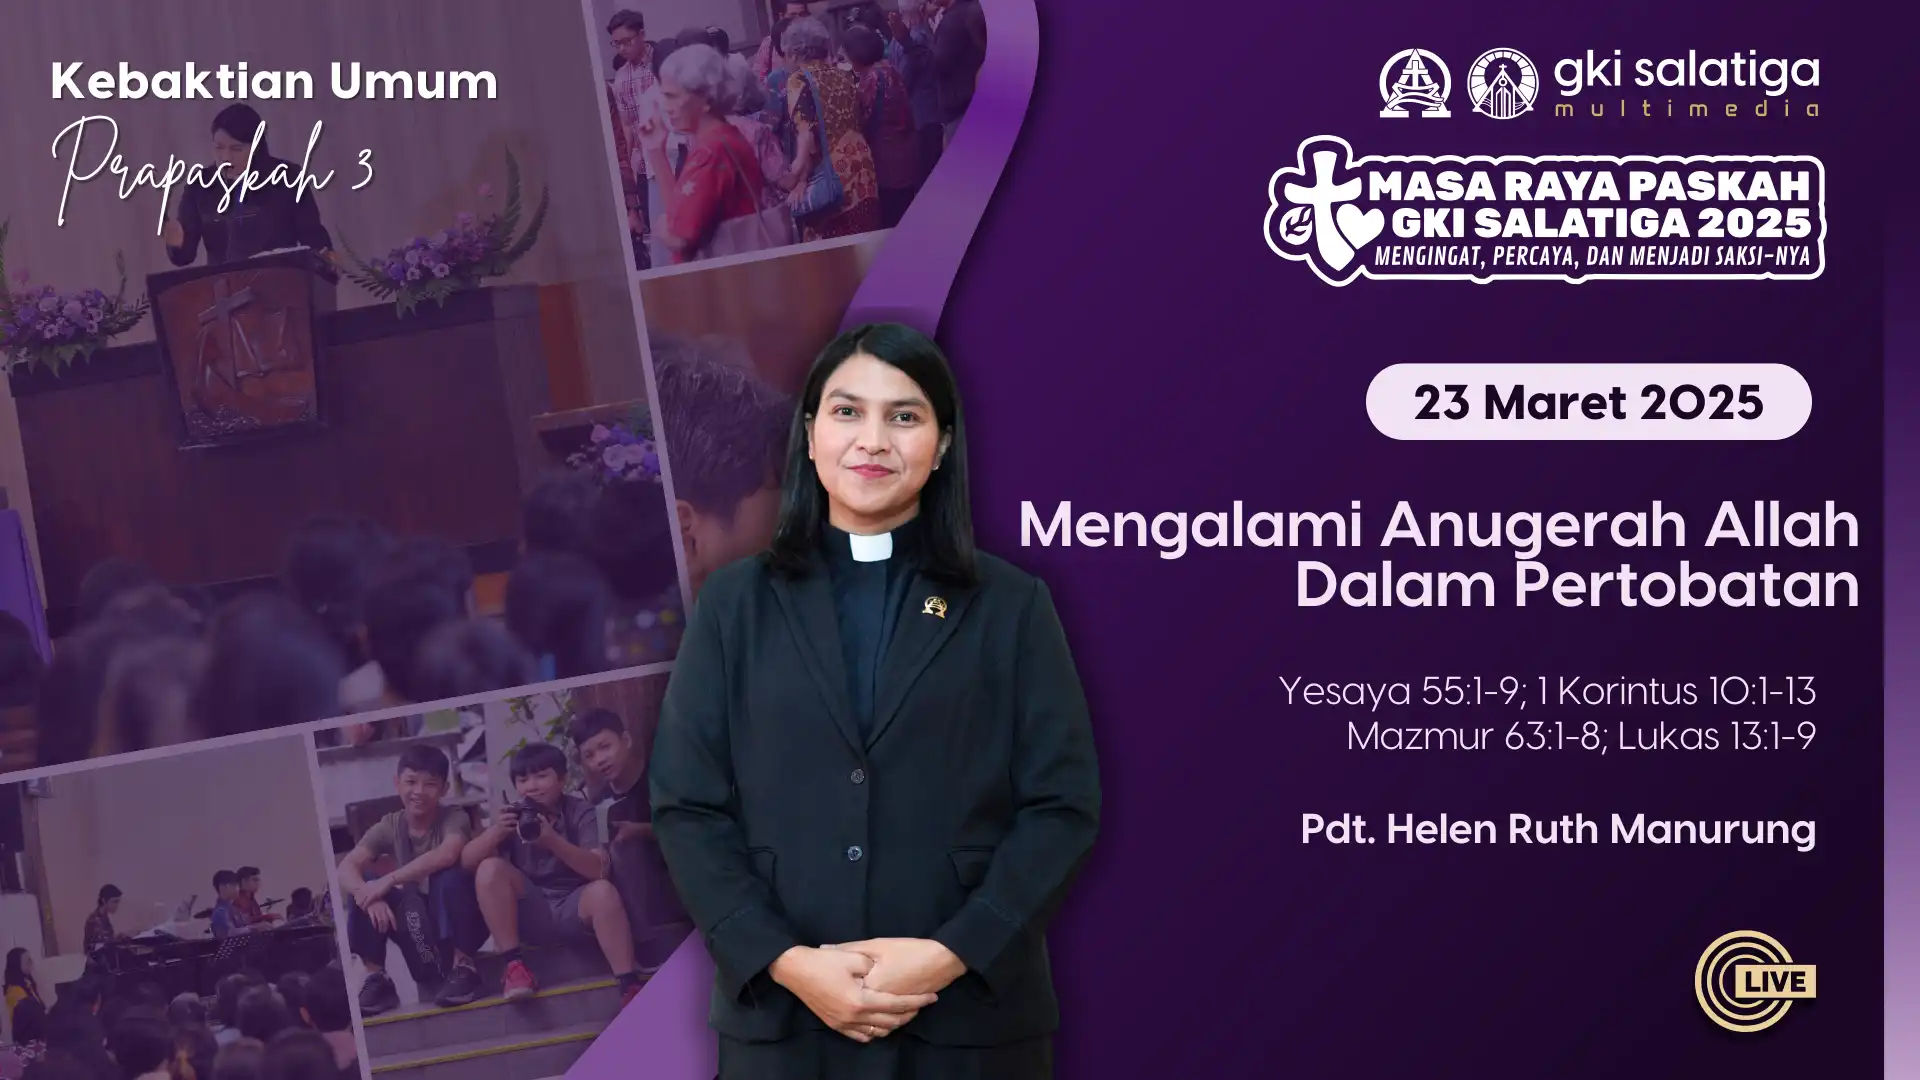 Kebaktian Umum
Prapaskah 3
gki salatiga
multimedia
MASA RAYA PASKAH
GKI SALATIGA 2025
MENGINGAT, PERCAYA, DAN MENJADI SAKSI-NYA
23 Maret 2025
Mengalami Anugerah Allah
Dalam Pertobatan
Yesaya 55:1-9; 1 Korintus 10:1-13
Mazmur 63:1-8; Lukas 13:1-9
Pdt. Helen Ruth Manurung
LIVE